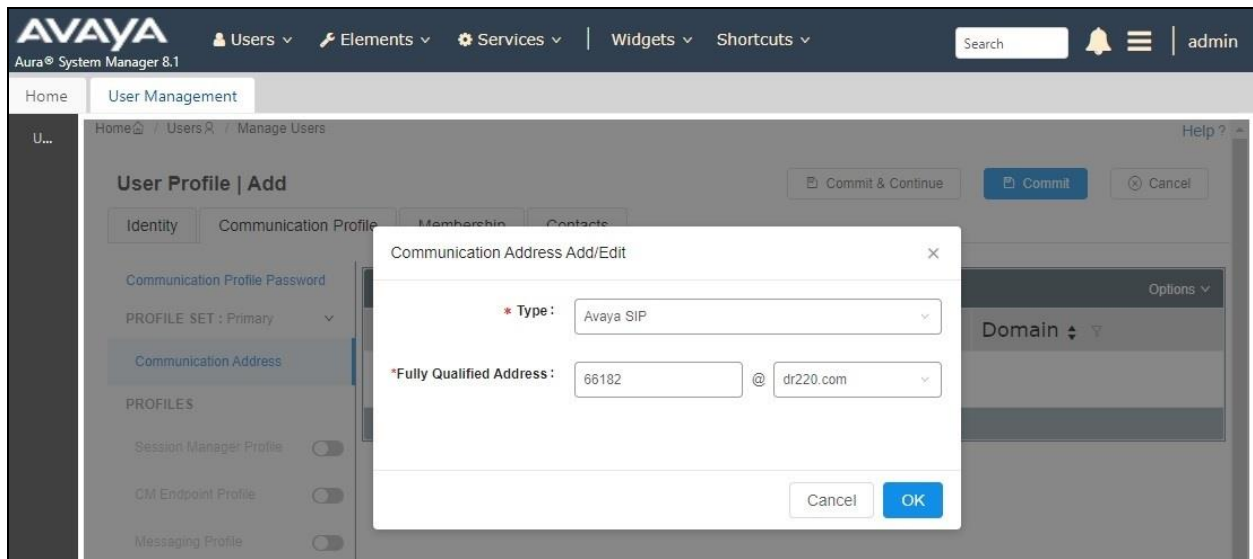 AVAYA
Aura® System Manager 8.1
Users Elements Services | Widgets Shortcuts Search admin
Home User Management
U...
Home / Users / Manage Users Help ?
User Profile | Add Commit & Continue Commit Cancel
Identity Communication Profile Membership Contacts
Communication Address Add/Edit
Communication Profile Password Options
* Type : Avaya SIP
PROFILE SET : Primary
Domain
Communication Address
*Fully Qualified Address : 66182 @ dr220.com
PROFILES
Session Manager Profile
CM Endpoint Profile
Cancel OK
Messaging Profile